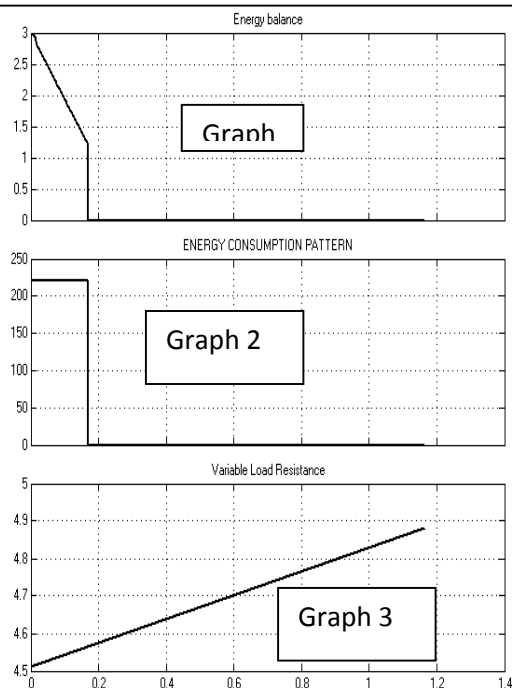 Energy balance
3
2.5
2
1.5
1
0.5
0
Graph
ENERGY CONSUMPTION PATTERN
250
200
150
100
50
0
Graph 2
Variable Load Resistance
5
4.9
4.8
4.7
4.6
4.5
Graph 3
0 0.2 0.4 0.6 0.8 1 1.2 1.4